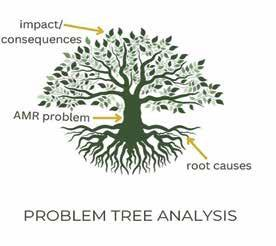 impact/
consequences
AMR problem
root causes
PROBLEM TREE ANALYSIS